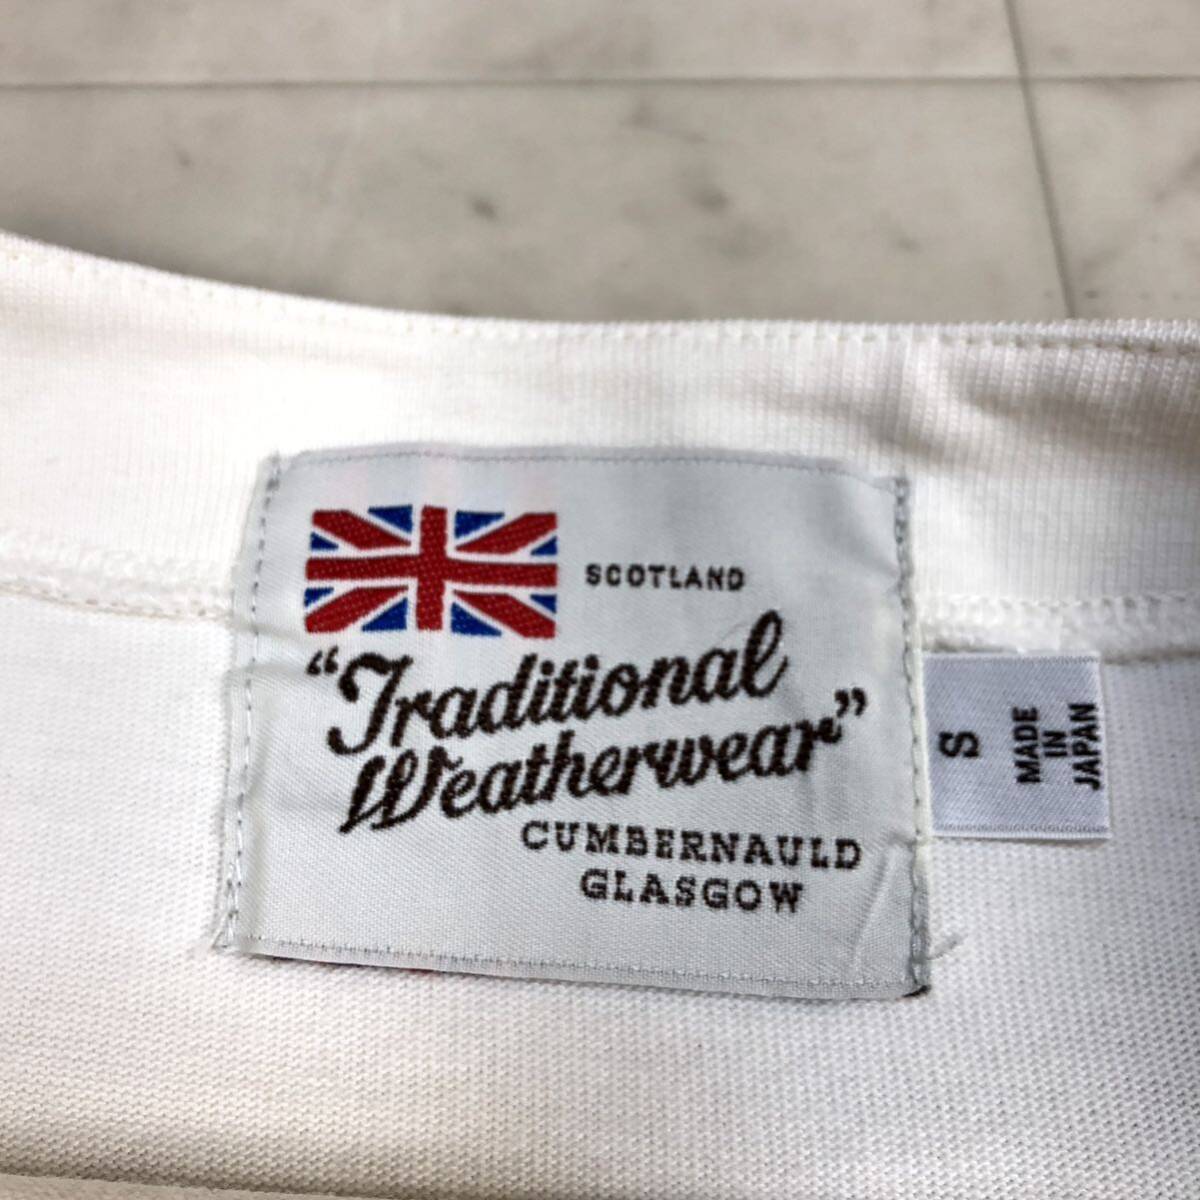 SCOTLAND
"Traditional
Weatherwear"
CUMBERNAULD
GLASGOW
S
MADE
IN
JAPAN